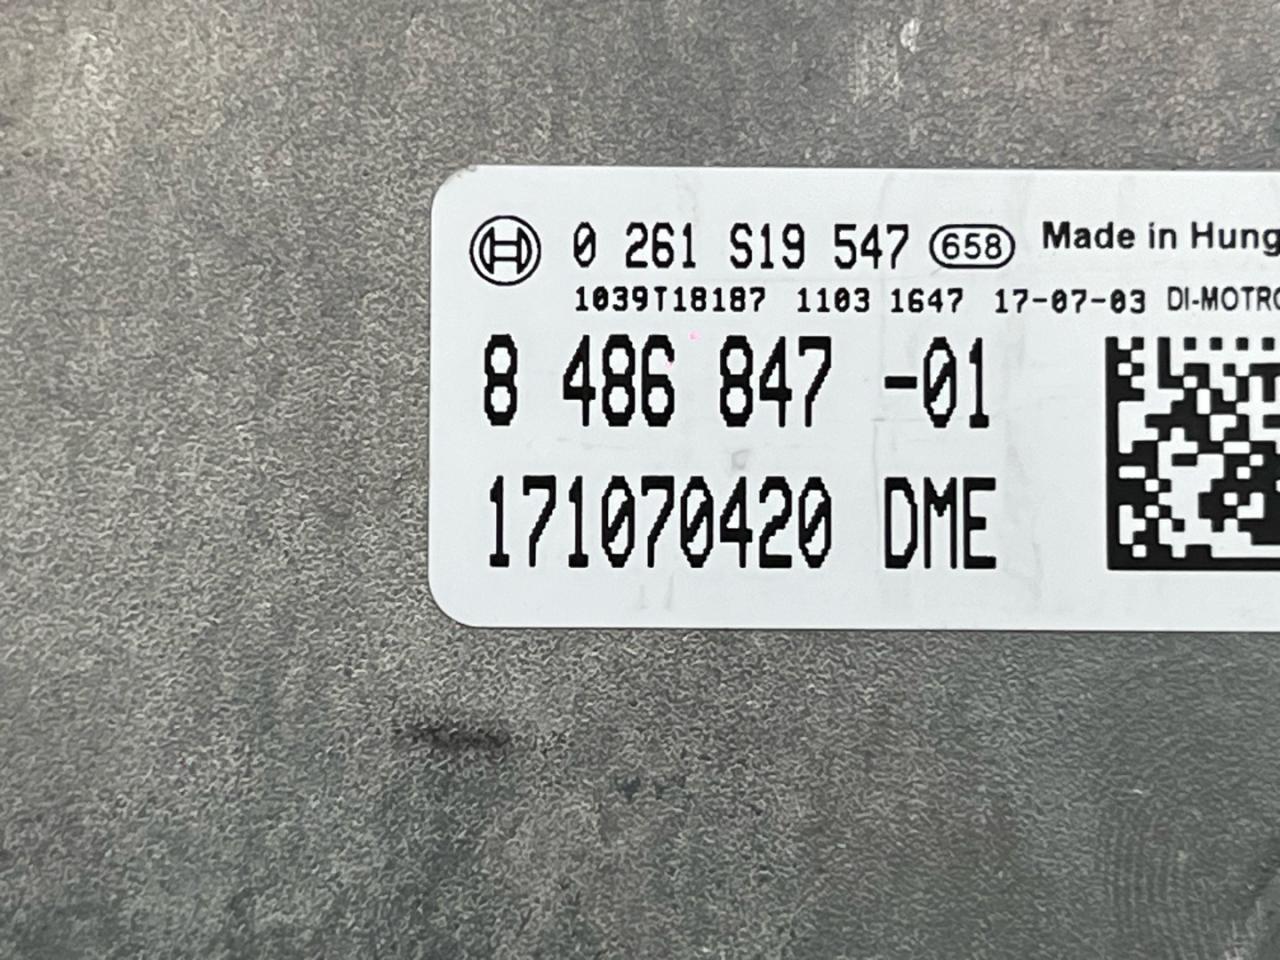 0 261 S19 547 658 Made in Hung
1039T18187 1103 1647 17-07-03 DI-MOTRO
8 486 847 -01
171070420 DME